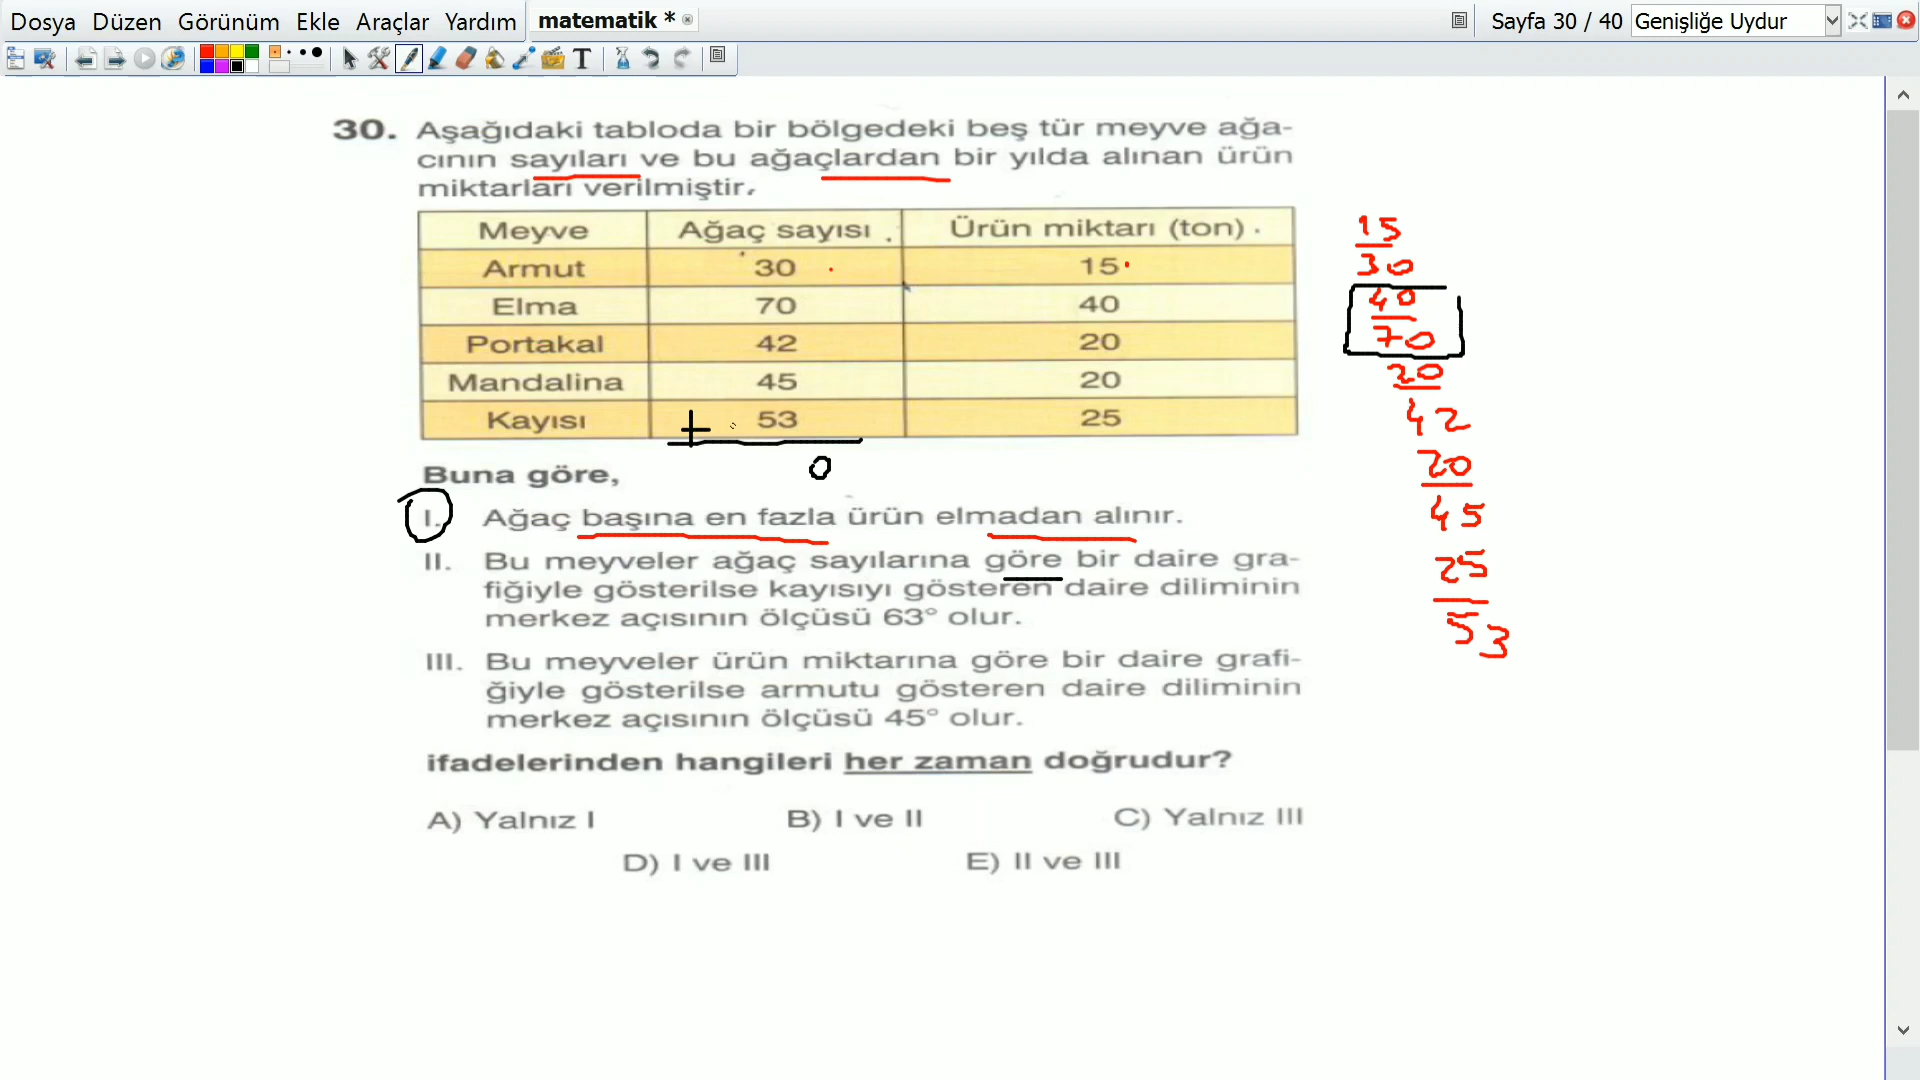 Dosya Düzen Görünüm Ekle Araçlar Yardım matematik * Sayfa 30 / 40 Genişliğe Uydur
30. Aşağıdaki tabloda bir bölgedeki beş tür meyve ağa-
cının sayıları ve bu ağaçlardan bir yılda alınan ürün
miktarları verilmiştir.
Meyve Ağaç sayısı Ürün miktarı (ton)
Armut 30 15
Elma 70 40
Portakal 42 20
Mandalina 45 20
Kayısı 53 25
+
0
15
30
40
70
20
42
20
45
25
53
Buna göre,
I. Ağaç başına en fazla ürün elmadan alınır.
II. Bu meyveler ağaç sayılarına göre bir daire gra-
fiğiyle gösterilse kayısıyı gösteren daire diliminin
merkez açısının ölçüsü 63° olur.
III. Bu meyveler ürün miktarına göre bir daire grafi-
ğiyle gösterilse armutu gösteren daire diliminin
merkez açısının ölçüsü 45° olur.
ifadelerinden hangileri her zaman doğrudur?
A) Yalnız I B) I ve II C) Yalnız III
D) I ve III E) II ve III